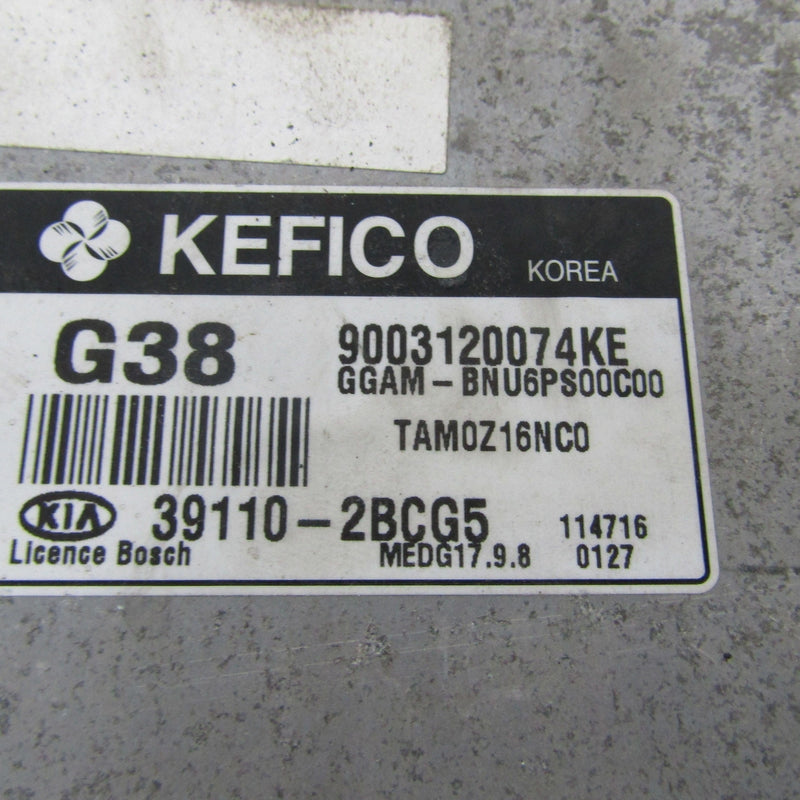 KEFICO KOREA
G38 9003120074KE
GGAM-BNU6PS00C00
TAM0Z16NC0
KIA 39110-2BCG5 114716
Licence Bosch MEDG17.9.8 0127